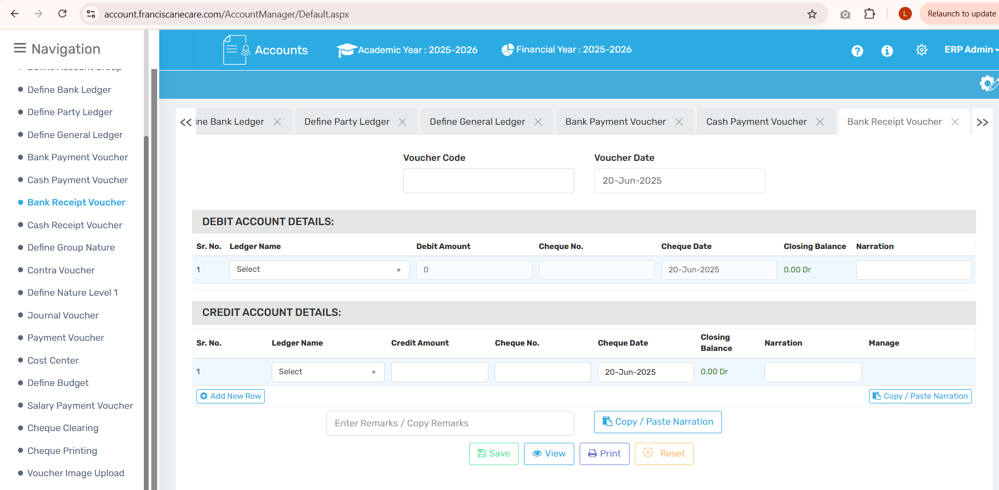 account.franciscanecare.com/AccountManager/Default.aspx
L
Relaunch to update
Navigation
Define Account Group
Define Bank Ledger
Define Party Ledger
Define General Ledger
Bank Payment Voucher
Cash Payment Voucher
Bank Receipt Voucher
Cash Receipt Voucher
Define Group Nature
Contra Voucher
Define Nature Level 1
Journal Voucher
Payment Voucher
Cost Center
Define Budget
Salary Payment Voucher
Cheque Clearing
Cheque Printing
Voucher Image Upload
Accounts
Academic Year : 2025-2026
Financial Year : 2025-2026
ERP Admin
ine Bank Ledger
Define Party Ledger
Define General Ledger
Bank Payment Voucher
Cash Payment Voucher
Bank Receipt Voucher
Voucher Code
Voucher Date
20-Jun-2025
DEBIT ACCOUNT DETAILS:
Sr. No. Ledger Name Debit Amount Cheque No. Cheque Date Closing Balance Narration
1 Select 0 20-Jun-2025 0.00 Dr
CREDIT ACCOUNT DETAILS:
Sr. No. Ledger Name Credit Amount Cheque No. Cheque Date Closing Balance Narration Manage
1 Select 20-Jun-2025 0.00 Dr
Add New Row
Copy / Paste Narration
Enter Remarks / Copy Remarks
Copy / Paste Narration
Save
View
Print
Reset